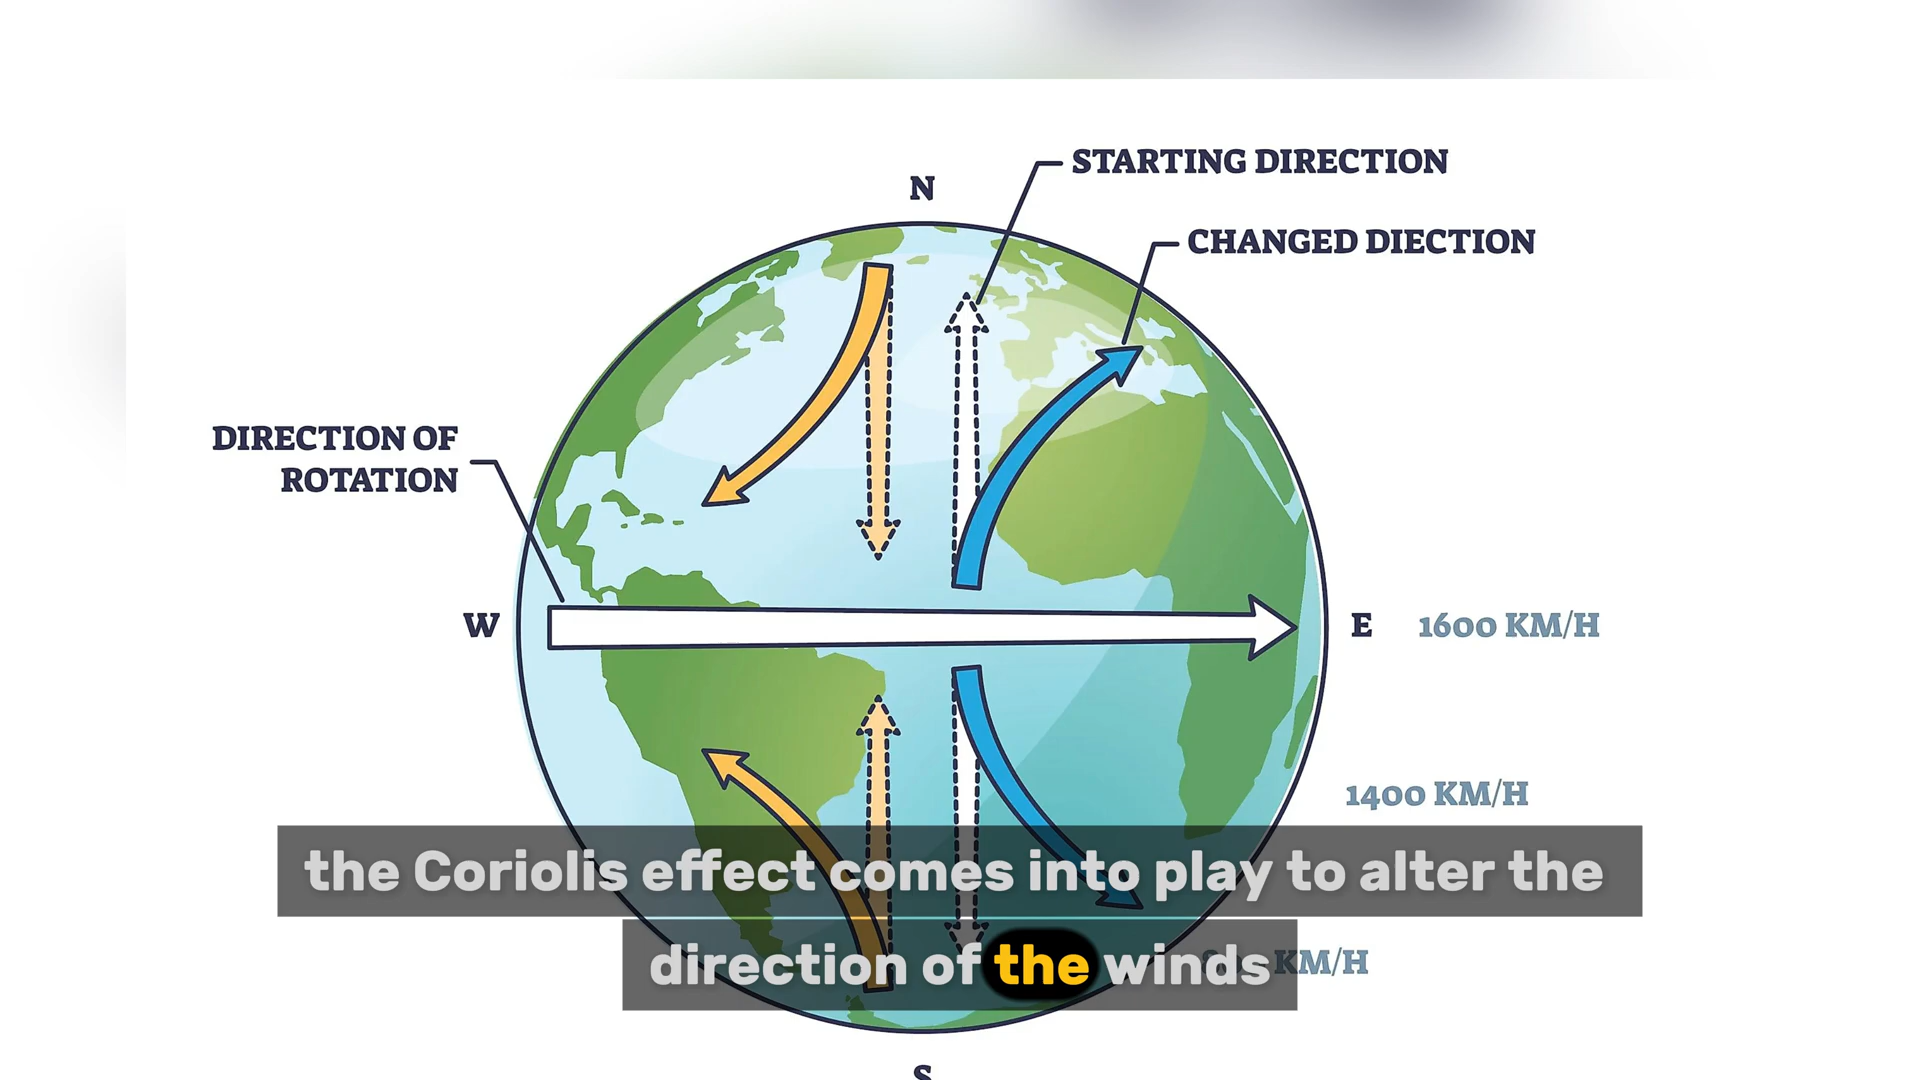 N
STARTING DIRECTION
CHANGED DIECTION
DIRECTION OF
ROTATION
W
E
1600 KM/H
1400 KM/H
the Coriolis effect comes into play to alter the
direction of the winds
KM/H
S